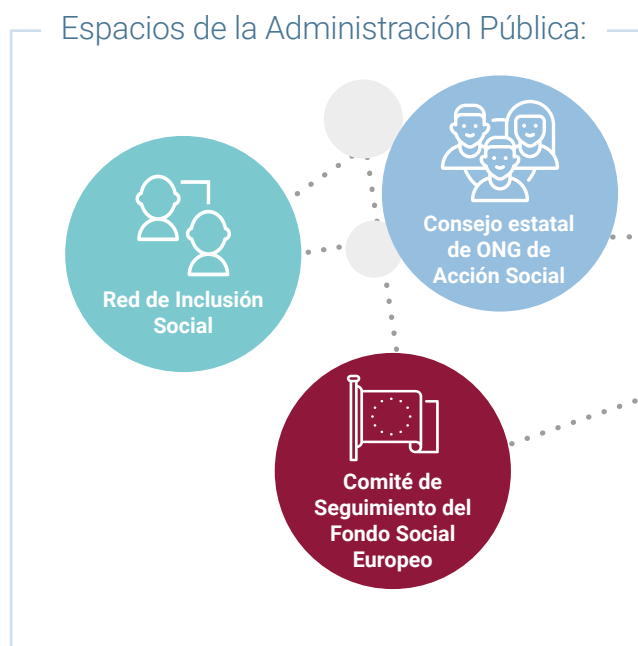 Espacios de la Administración Pública:
Consejo estatal
de ONG de
Acción Social
Red de Inclusión
Social
Comité de
Seguimiento del
Fondo Social
Europeo